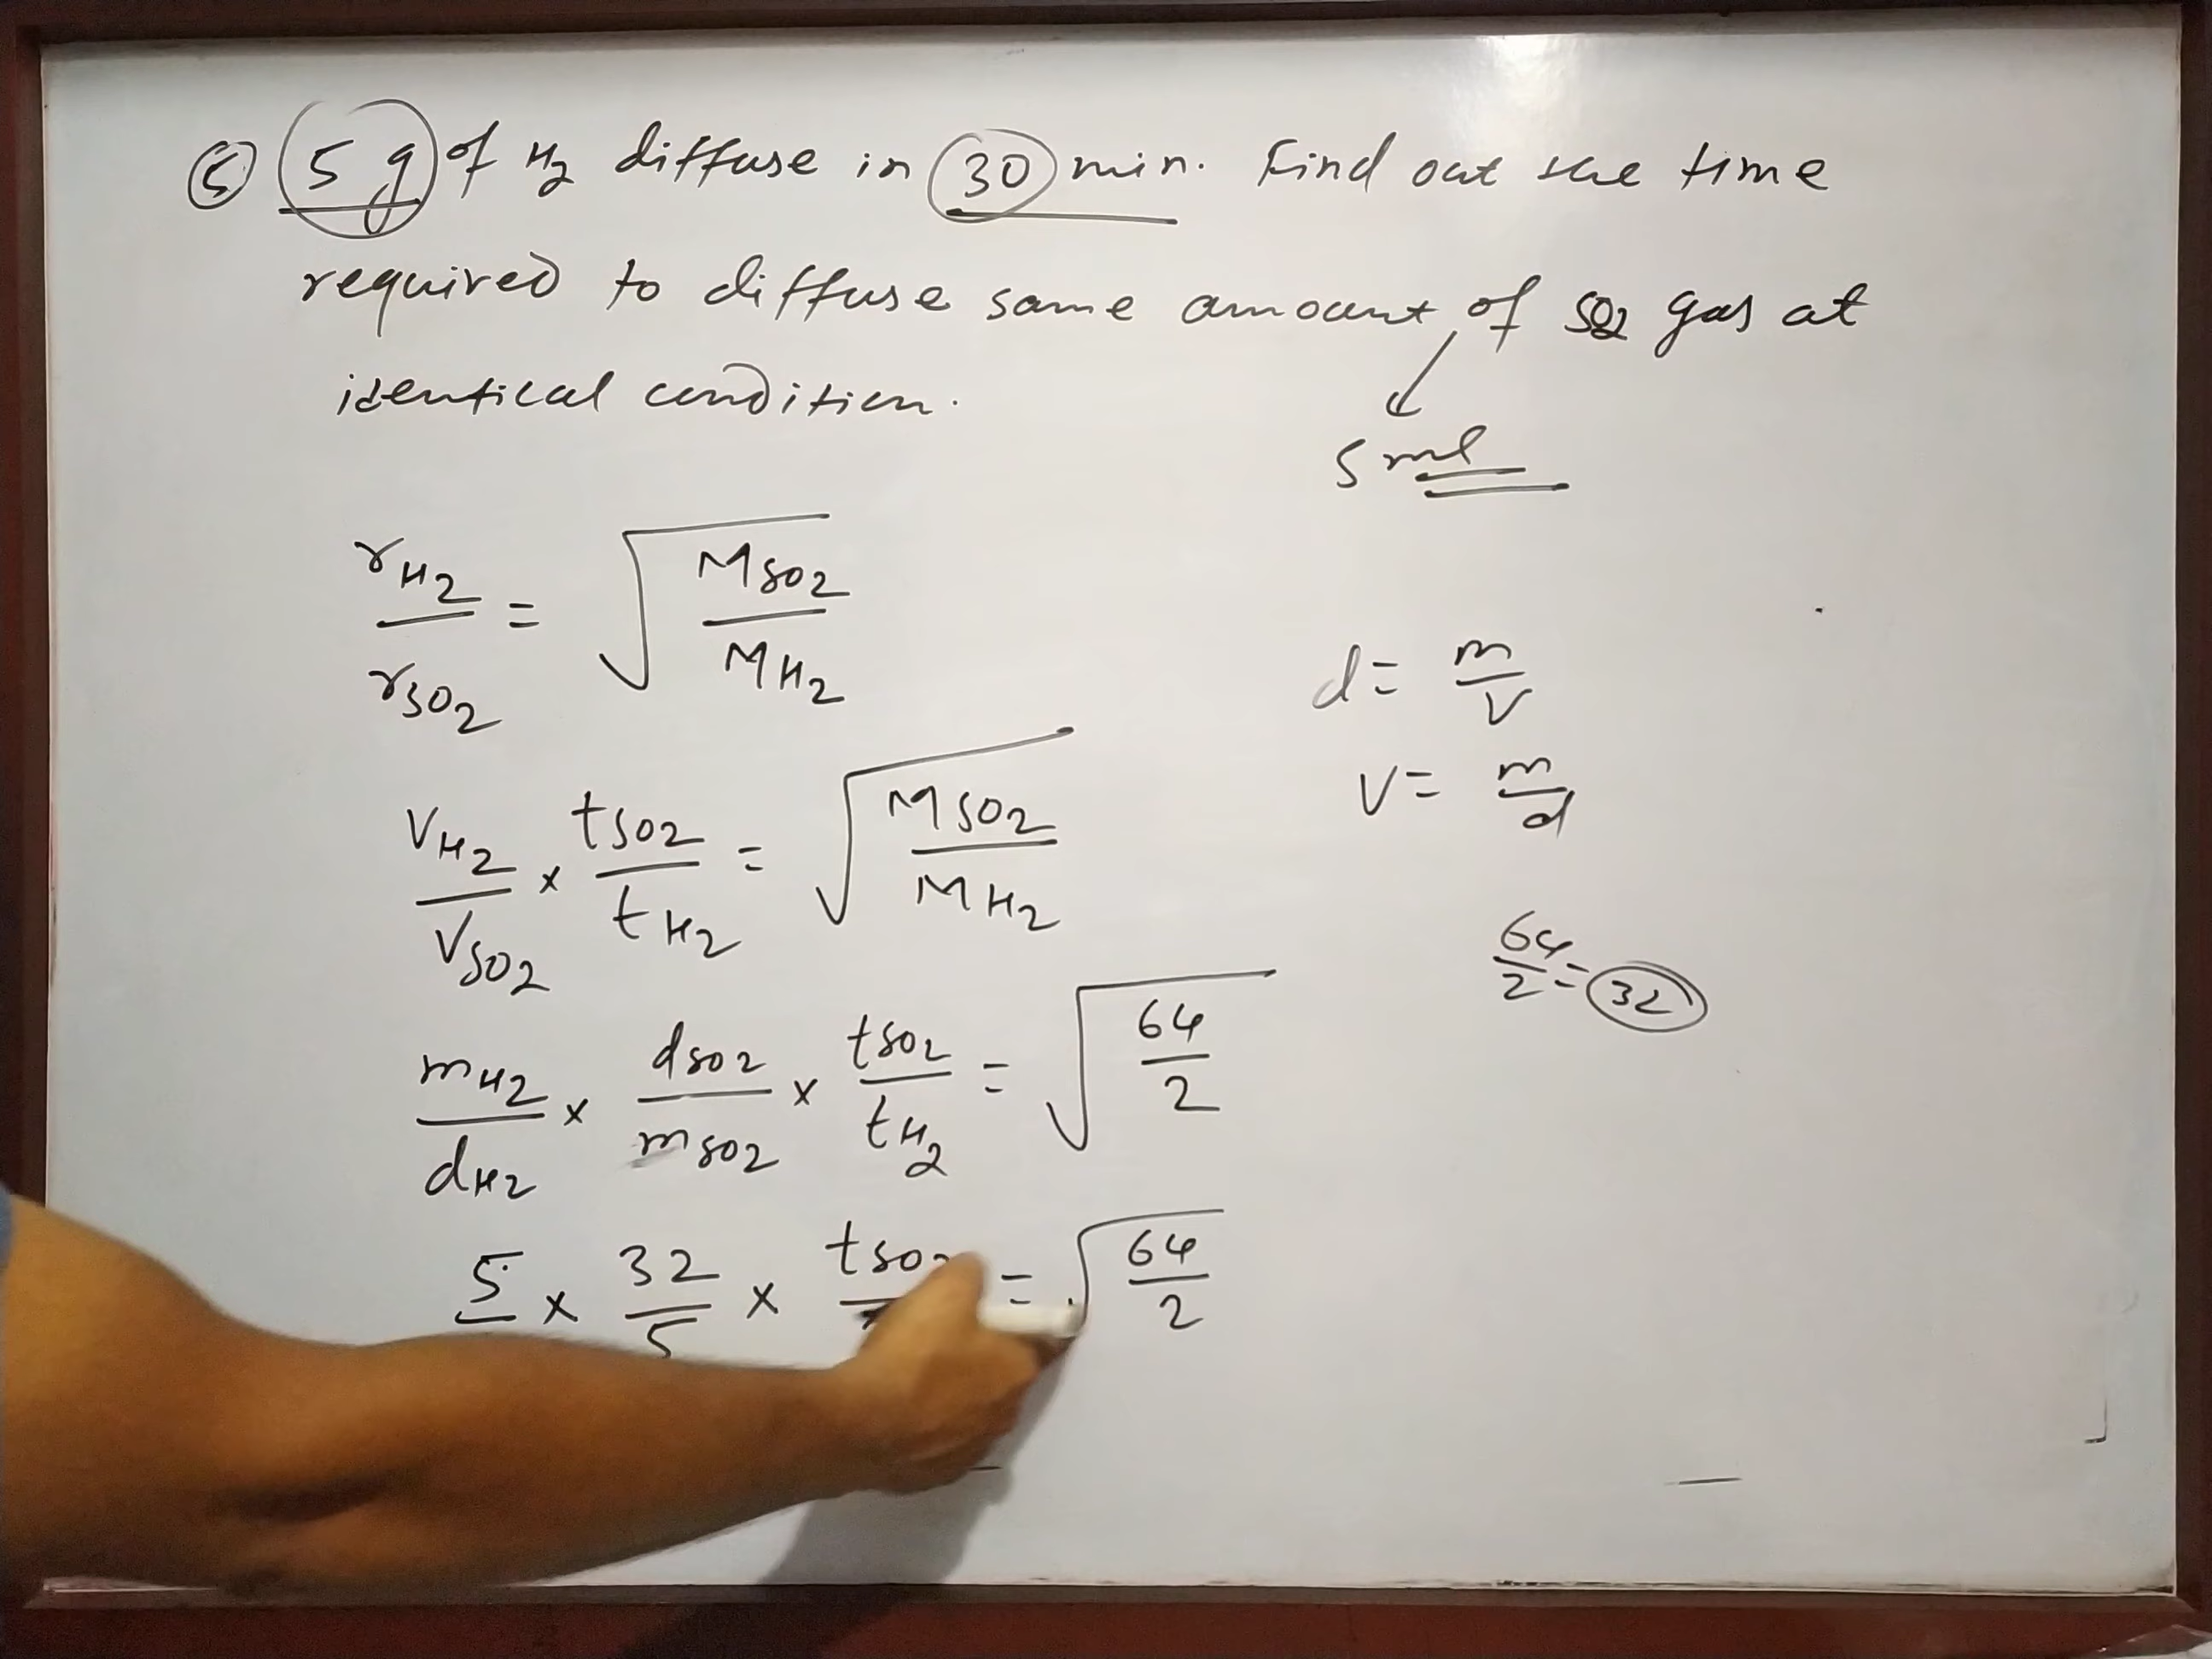 ⑤ 5 g of H2 diffuse in 30 min. Find out the time
required to diffuse same amount of SO2 gas at
identical condition.
5 ml
rH2 / rSO2 = √(MSO2 / MH2)
d = m / V
V = m / d
VH2 / VSO2 × tSO2 / tH2 = √(MSO2 / MH2)
64 / 2 = 32
mH2 / dH2 × dSO2 / mSO2 × tSO2 / tH2 = √(64 / 2)
5 × 32 / 5 × tSO2 = √(64 / 2)